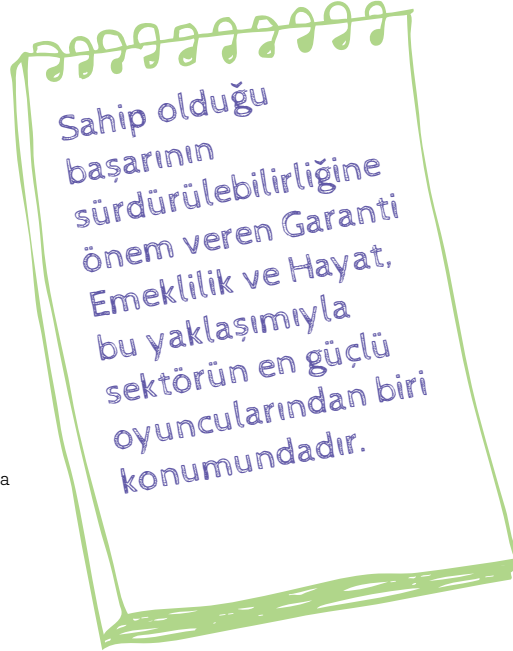 Sahip olduğu
başarının
sürdürülebilirliğine
önem veren Garanti
Emeklilik ve Hayat,
bu yaklaşımıyla
sektörün en güçlü
oyuncularından biri
konumundadır.
a